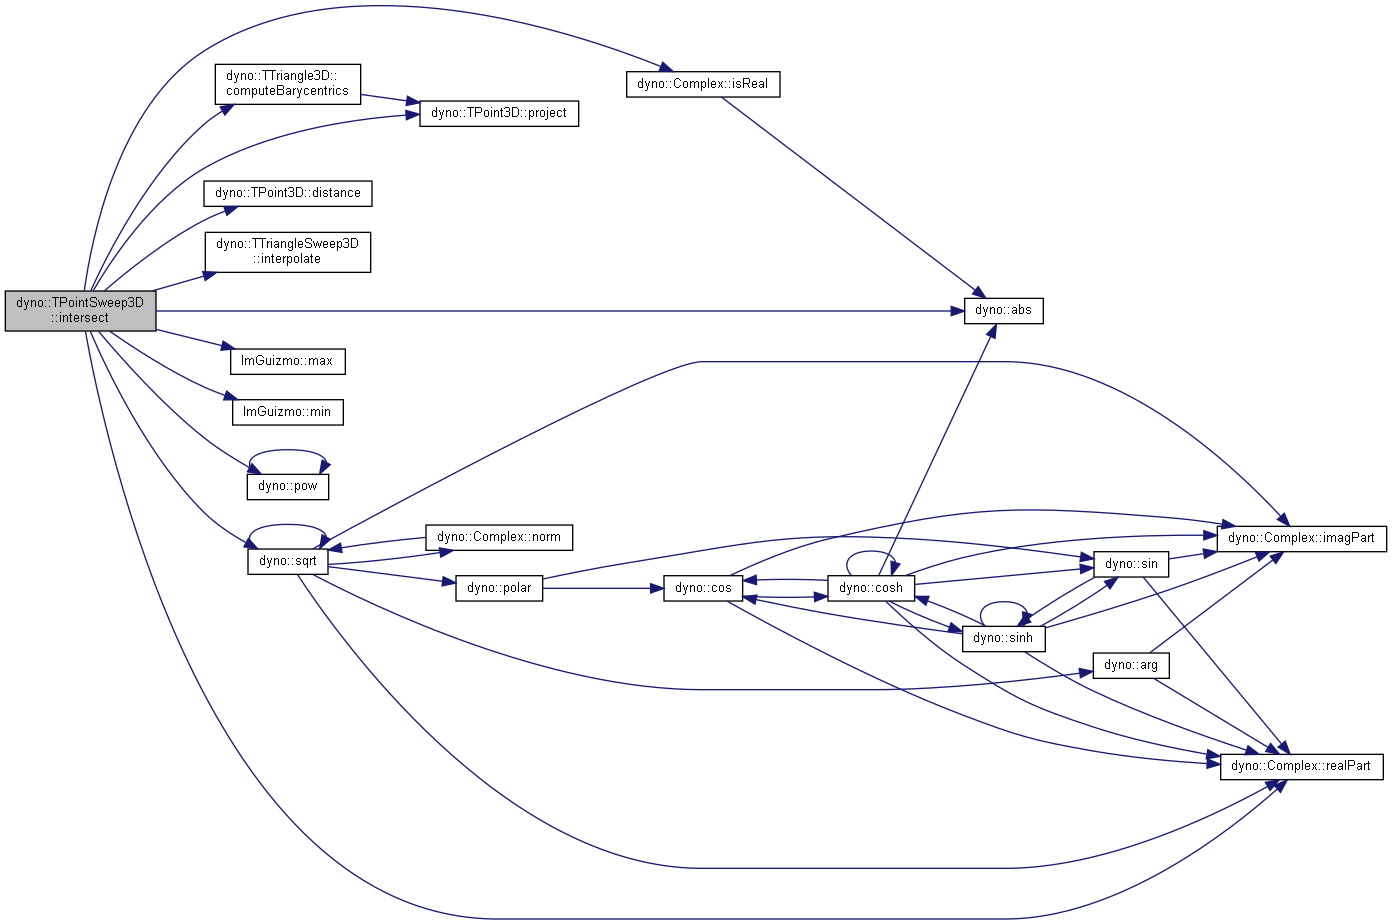 dyno::TPointSweep3D
::intersect
dyno::TTriangle3D::
computeBarycentrics
dyno::TPoint3D::project
dyno::Complex::isReal
dyno::TPoint3D::distance
dyno::TTriangleSweep3D
::interpolate
dyno::abs
ImGuizmo::max
ImGuizmo::min
dyno::pow
dyno::sqrt
dyno::Complex::norm
dyno::polar
dyno::cos
dyno::cosh
dyno::sin
dyno::sinh
dyno::arg
dyno::Complex::imagPart
dyno::Complex::realPart